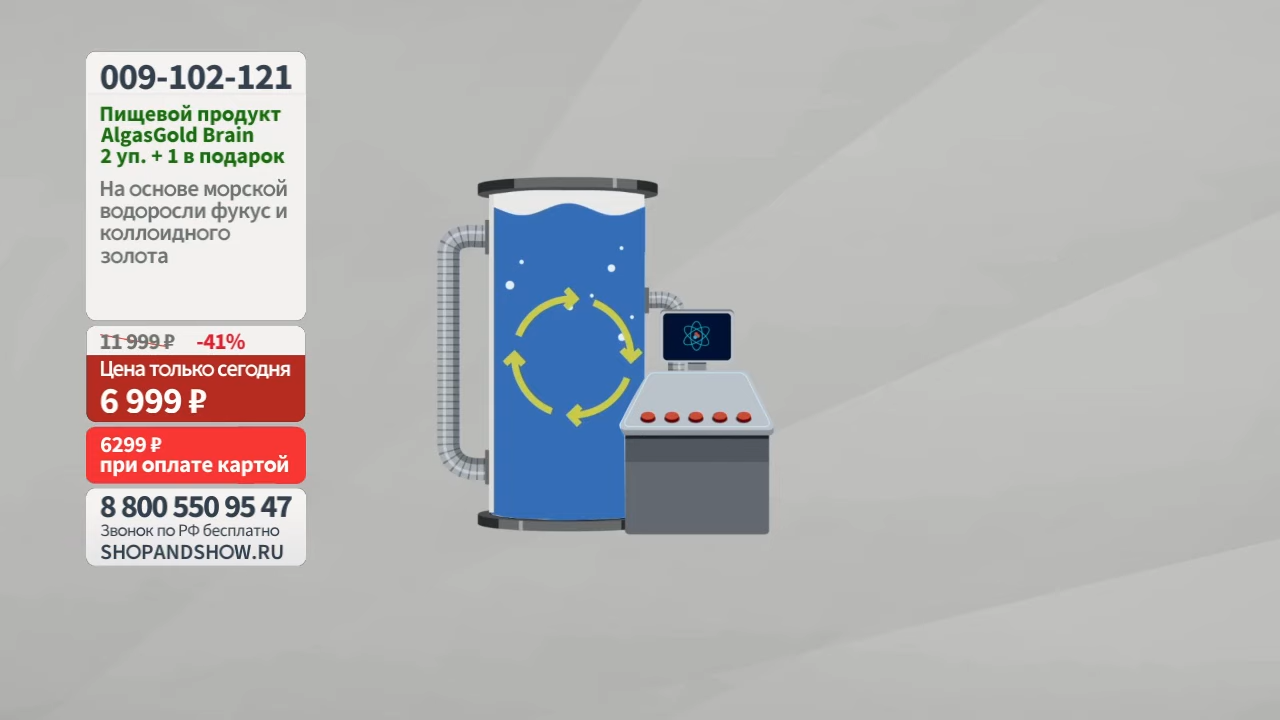 009-102-121
Пищевой продукт
AlgasGold Brain
2 уп. + 1 в подарок
На основе морской
водоросли фукус и
коллоидного
золота
11 999 ₽ -41%
Цена только сегодня
6 999 ₽
6299 ₽
при оплате картой
8 800 550 95 47
Звонок по РФ бесплатно
SHOPANDSHOW.RU